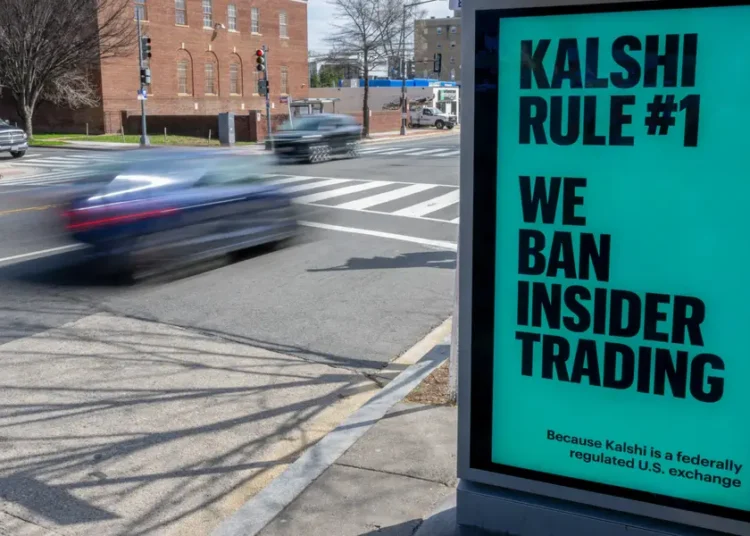 KALSHI
RULE #1
WE
BAN
INSIDER
TRADING
Because Kalshi is a federally
regulated U.S. exchange